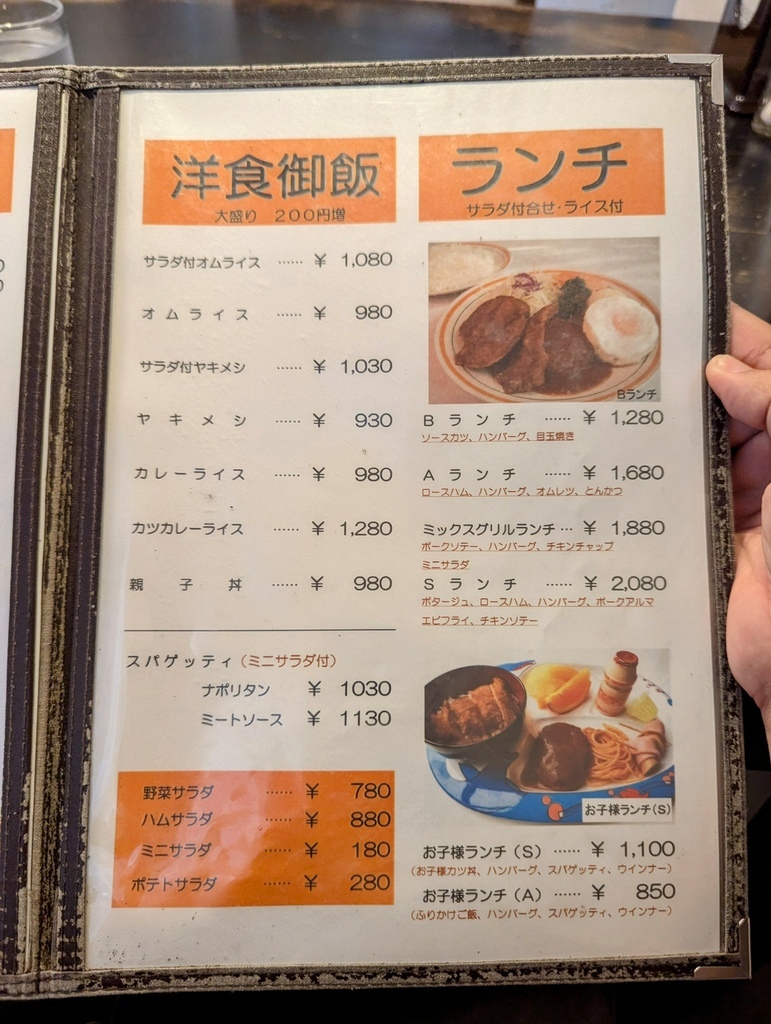 洋食御飯
大盛り 200円増
サラダ付オムライス …… ¥ 1,080
オムライス …… ¥ 980
サラダ付ヤキメシ …… ¥ 1,030
ヤキメシ …… ¥ 930
カレーライス …… ¥ 980
カツカレーライス …… ¥ 1,280
親子丼 …… ¥ 980
スパゲッティ（ミニサラダ付）
ナポリタン ¥ 1030
ミートソース ¥ 1130
野菜サラダ …… ¥ 780
ハムサラダ …… ¥ 880
ミニサラダ …… ¥ 180
ポテトサラダ …… ¥ 280
ランチ
サラダ付合せ・ライス付
Bランチ
Bランチ …… ¥ 1,280
ソースカツ、ハンバーグ、目玉焼き
Aランチ …… ¥ 1,680
ロースハム、ハンバーグ、オムレツ、とんかつ
ミックスグリルランチ … ¥ 1,880
ポークソテー、ハンバーグ、チキンチャップ
ミニサラダ
Sランチ …… ¥ 2,080
ポタージュ、ロースハム、ハンバーグ、ポークアルマ
エビフライ、チキンソテー
お子様ランチ(S)
お子様ランチ（S） …… ¥ 1,100
（お子様カツ丼、ハンバーグ、スパゲッティ、ウインナー）
お子様ランチ（A） …… ¥ 850
（ふりかけご飯、ハンバーグ、スパゲッティ、ウインナー）